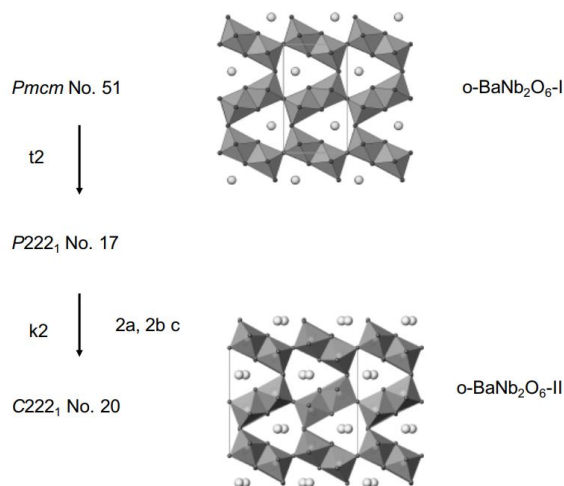 Pmcm No. 51
o-BaNb₂O₆-I
t2
P222₁ No. 17
k2
2a, 2b c
C222₁ No. 20
o-BaNb₂O₆-II